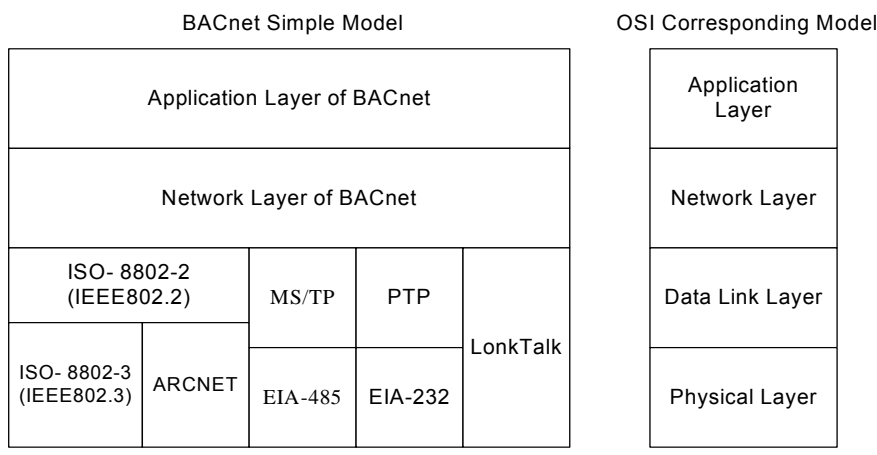 BACnet Simple Model
OSI Corresponding Model
Application Layer of BACnet
Application
Layer
Network Layer of BACnet
Network Layer
ISO- 8802-2
(IEEE802.2)
MS/TP
PTP
LonkTalk
Data Link Layer
ISO- 8802-3
(IEEE802.3)
ARCNET
EIA-485
EIA-232
Physical Layer